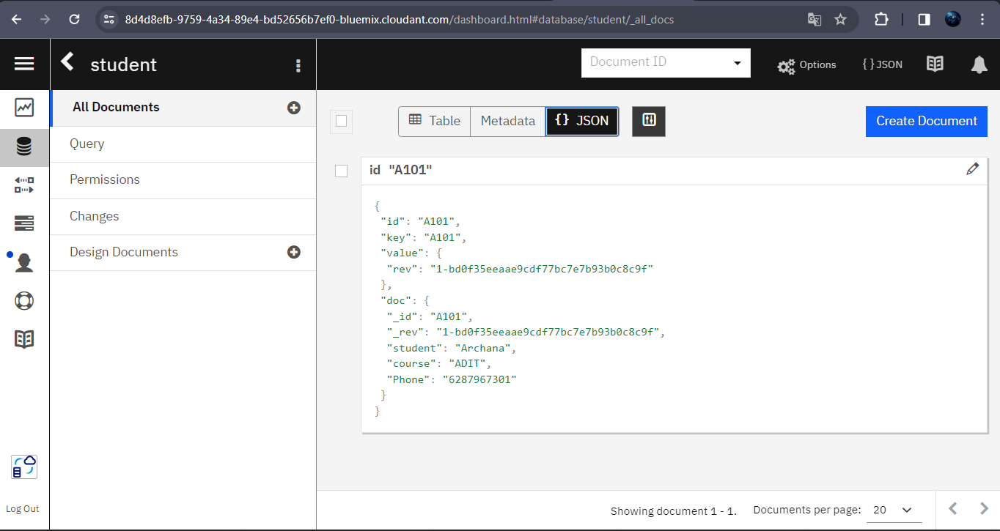 8d4d8efb-9759-4a34-89e4-bd52656b7ef0-bluemix.cloudant.com/dashboard.html#database/student/_all_docs
student
Document ID
Options
{ } JSON
All Documents
Query
Permissions
Changes
Design Documents
Table
Metadata
{} JSON
Create Document
id "A101"
{
"id": "A101",
"key": "A101",
"value": {
"rev": "1-bd0f35eeaae9cdf77bc7e7b93b0c8c9f"
},
"doc": {
"_id": "A101",
"_rev": "1-bd0f35eeaae9cdf77bc7e7b93b0c8c9f",
"student": "Archana",
"course": "ADIT",
"Phone": "6287967301"
}
}
Log Out
Showing document 1 - 1.
Documents per page: 20